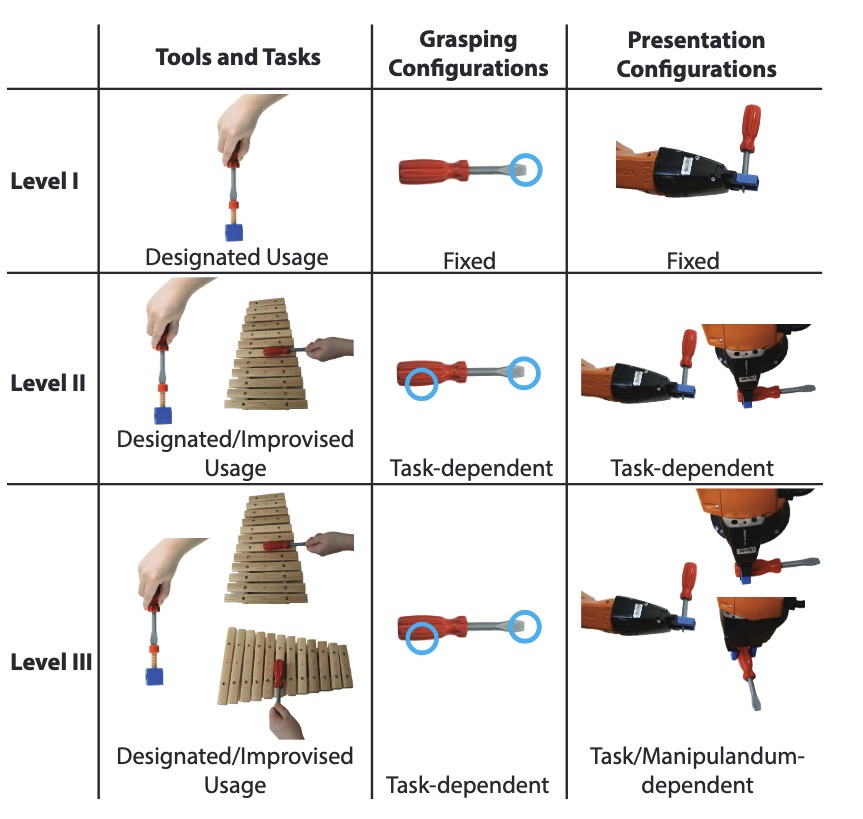 Tools and Tasks
Grasping
Configurations
Presentation
Configurations
Level I
Designated Usage
Fixed
Fixed
Level II
Designated/Improvised
Usage
Task-dependent
Task-dependent
Level III
Designated/Improvised
Usage
Task-dependent
Task/Manipulandum-
dependent